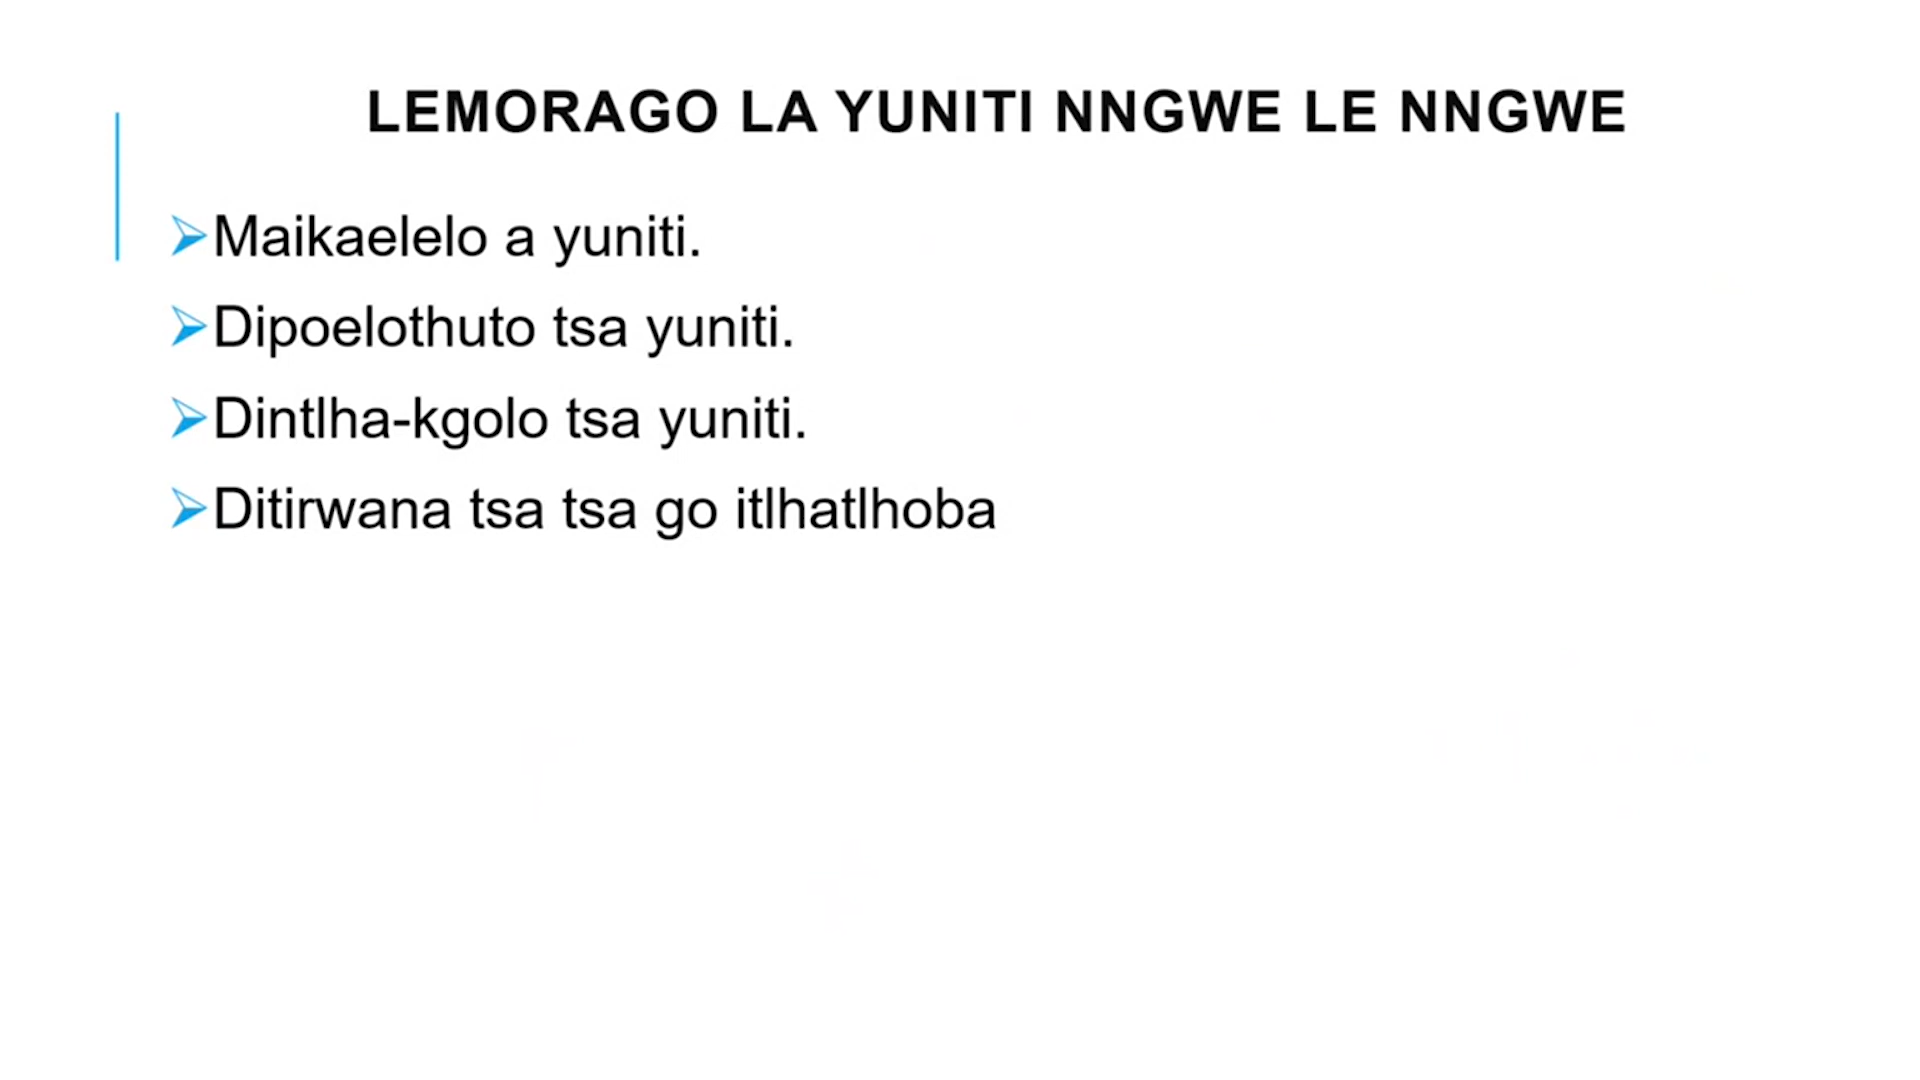 LEMORAGO LA YUNITI NNGWE LE NNGWE
Maikaelelo a yuniti.
Dipoelothuto tsa yuniti.
Dintlha-kgolo tsa yuniti.
Ditirwana tsa tsa go itlhatlhoba